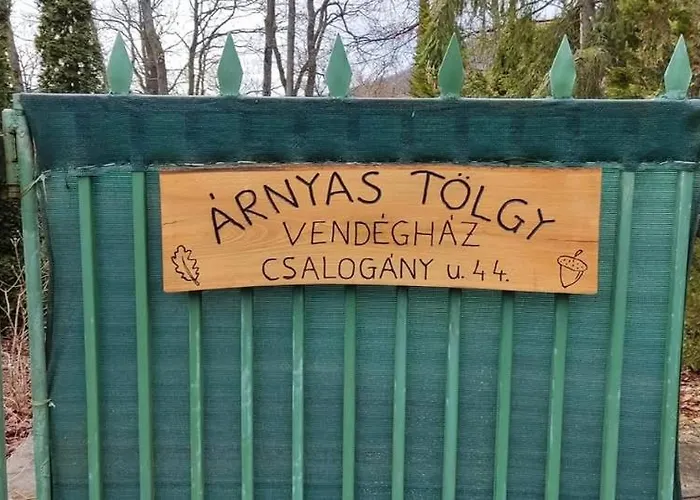 ÁRNYAS TÖLGY
VENDÉGHÁZ
CSALOGÁNY u. 44.